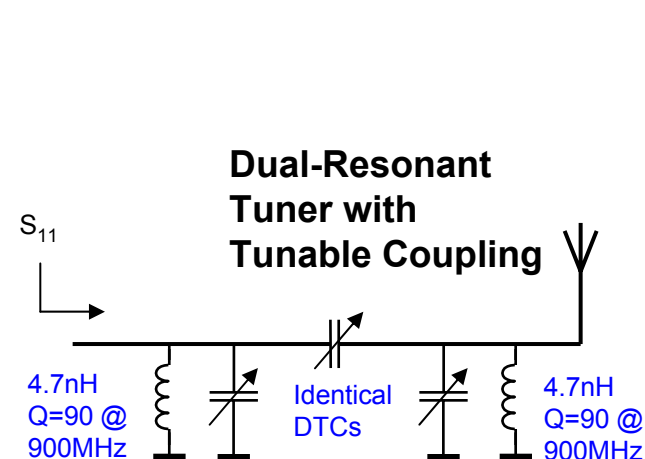 Dual-Resonant
Tuner with
Tunable Coupling
S11
4.7nH
Q=90 @
900MHz
Identical
DTCs
4.7nH
Q=90 @
900MHz